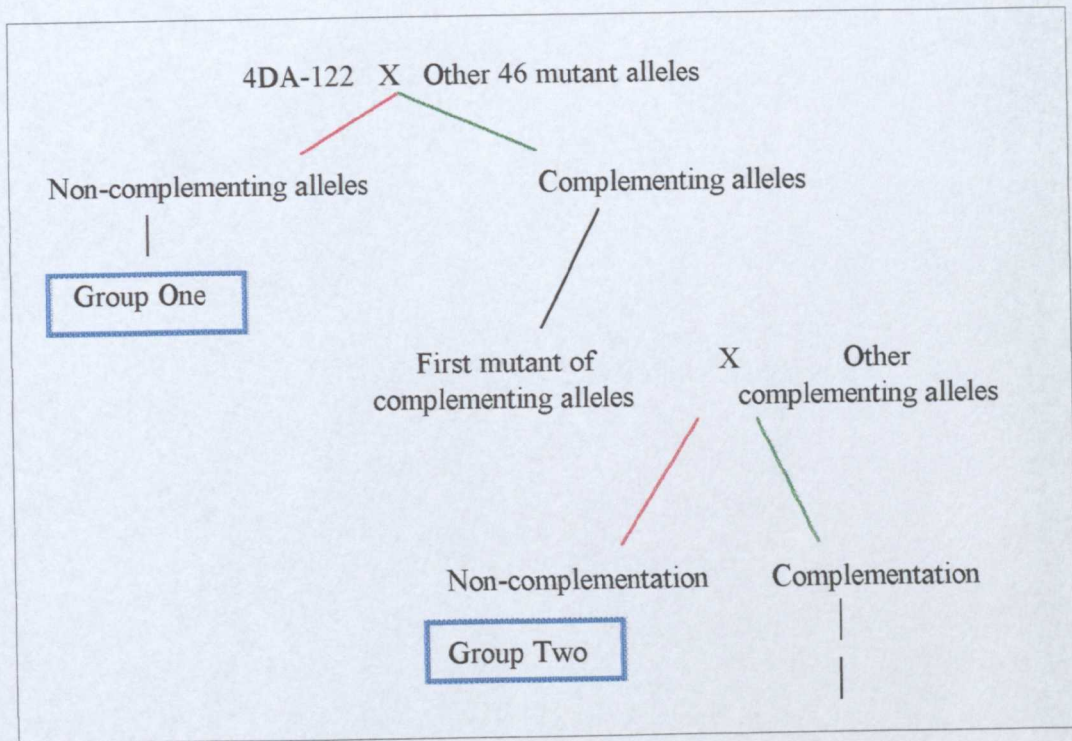 4DA-122 X Other 46 mutant alleles
Non-complementing alleles
Complementing alleles
Group One
First mutant of
complementing alleles
X
Other
complementing alleles
Non-complementation
Complementation
Group Two